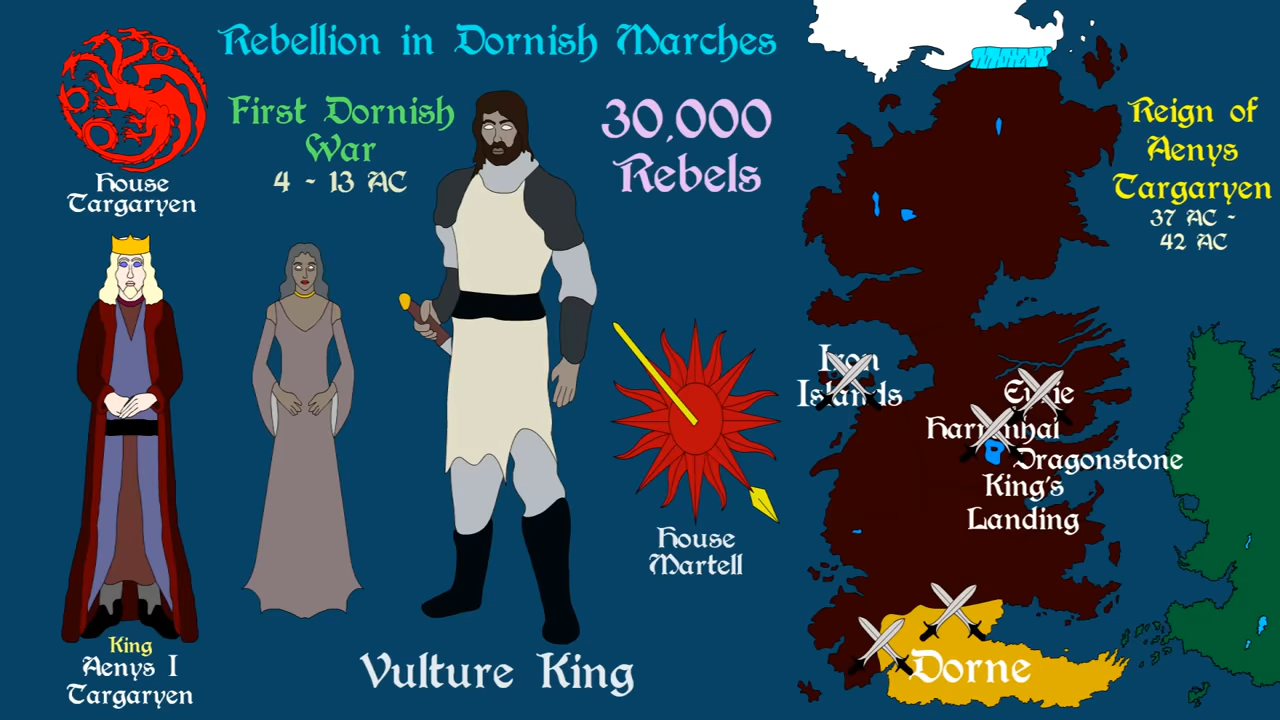 Rebellion in Dornish Marches
First Dornish
War
4 - 13 AC
30,000
Rebels
Reign of
Aenys
Targaryen
37 AC -
42 AC
House
Targaryen
Iron
Islands
Eyrie
Harrenhal
Dragonstone
King's
Landing
House
Martell
Dorne
King
Aenys I
Targaryen
Vulture King